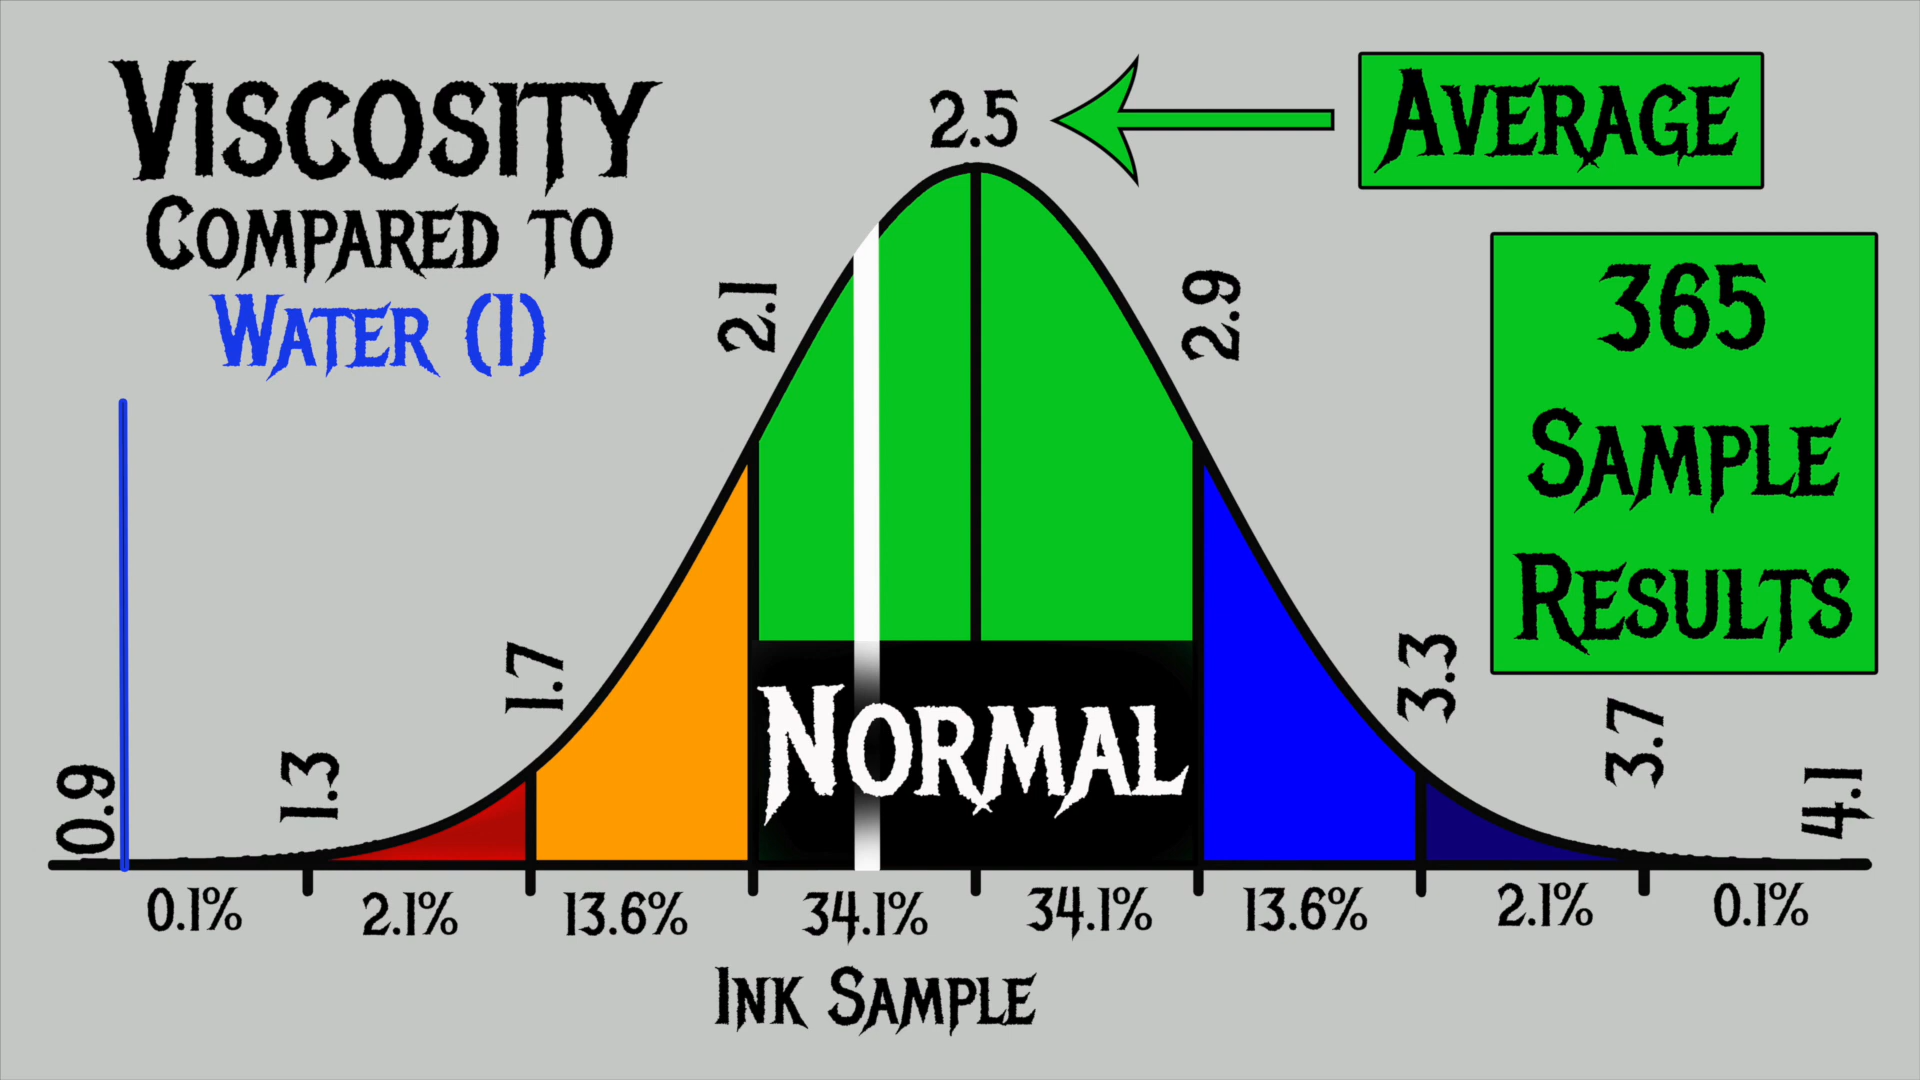 Viscosity
Compared to
Water (1)
2.5
Average
365
Sample
Results
0.9
1.3
1.7
2.1
2.9
3.3
3.7
4.1
Normal
0.1%
2.1%
13.6%
34.1%
34.1%
13.6%
2.1%
0.1%
Ink Sample